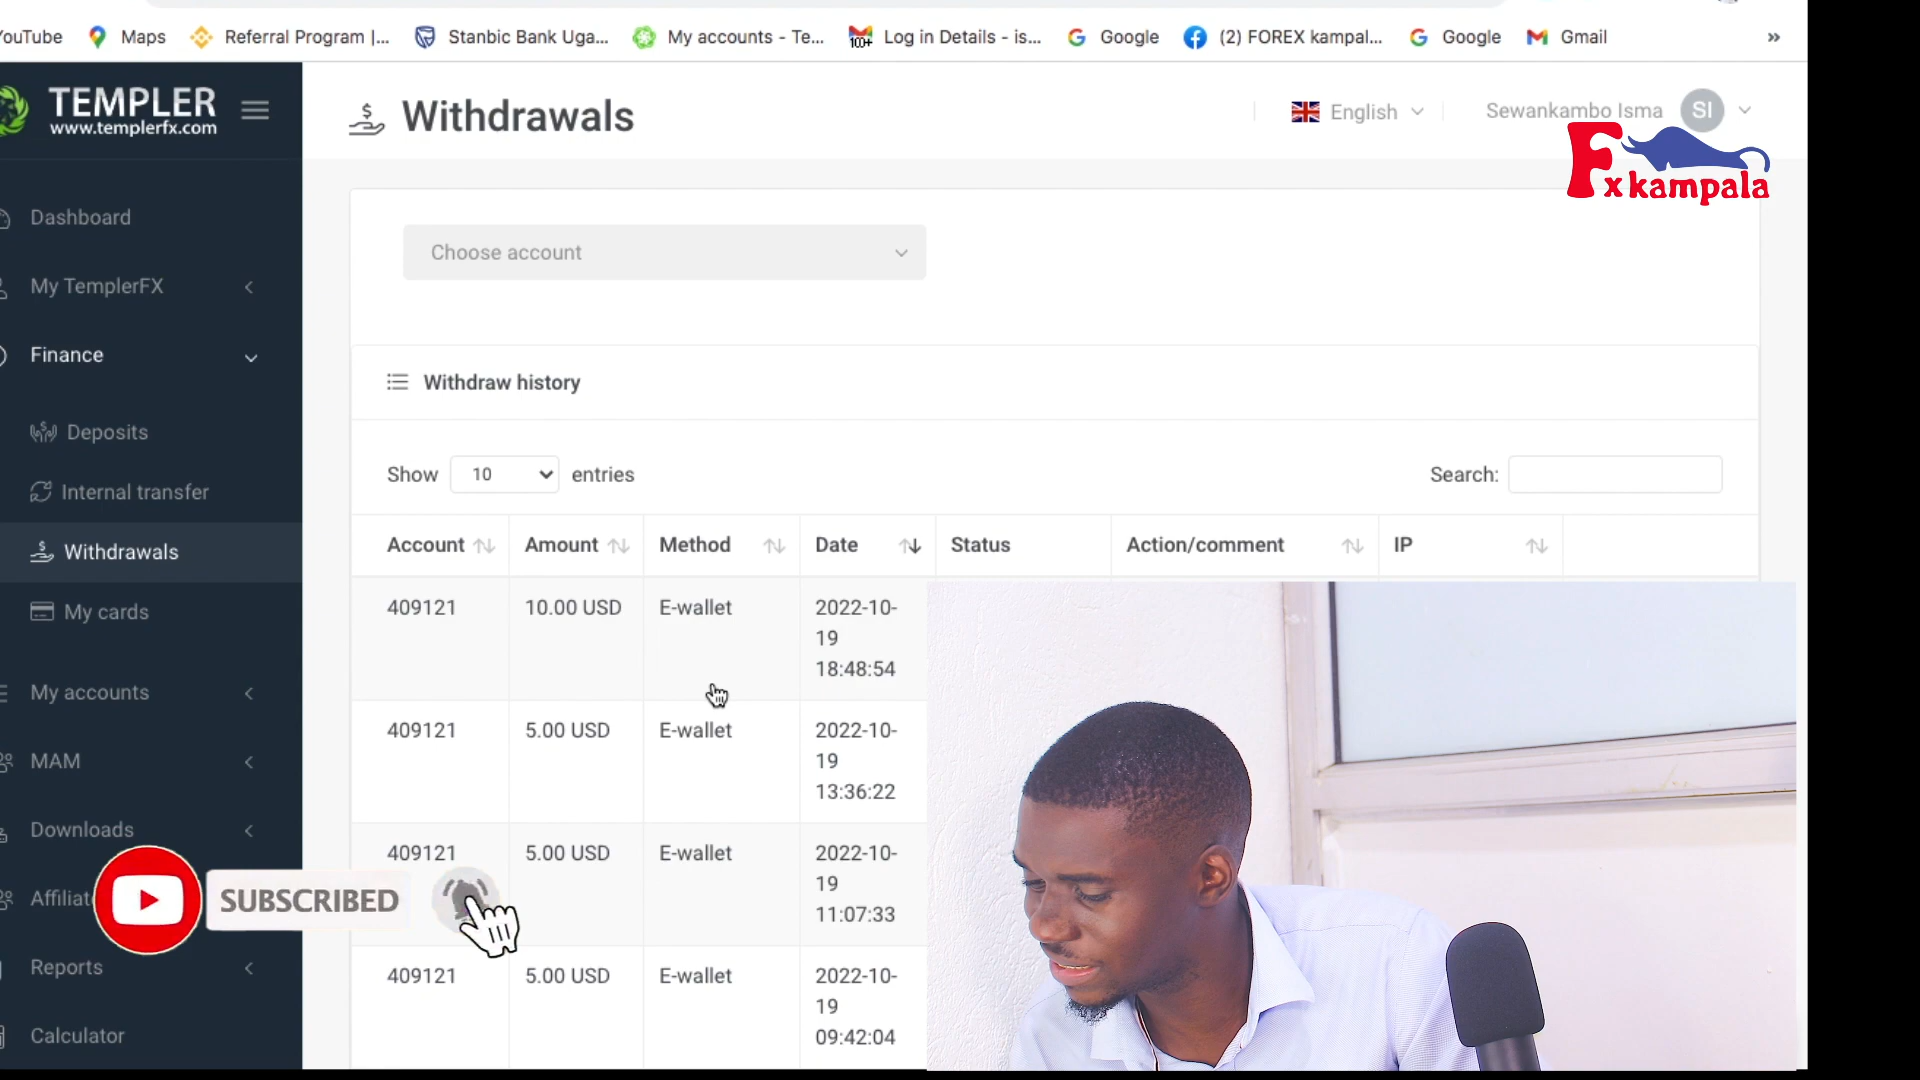 YouTube Maps Referral Program |... Stanbic Bank Uga... My accounts - Te... 100+ Log in Details - is... Google (2) FOREX kampal... Google Gmail »
TEMPLER
www.templerfx.com
Withdrawals
English
Sewankambo Isma SI
Fxkampala
Dashboard
My TemplerFX
Finance
Deposits
Internal transfer
Withdrawals
My cards
My accounts
MAM
Downloads
Affiliat
Reports
Calculator
SUBSCRIBED
Choose account
Withdraw history
Show 10 entries
Search:
Account Amount Method Date Status Action/comment IP
409121 10.00 USD E-wallet 2022-10-
19
18:48:54
409121 5.00 USD E-wallet 2022-10-
19
13:36:22
409121 5.00 USD E-wallet 2022-10-
19
11:07:33
409121 5.00 USD E-wallet 2022-10-
19
09:42:04